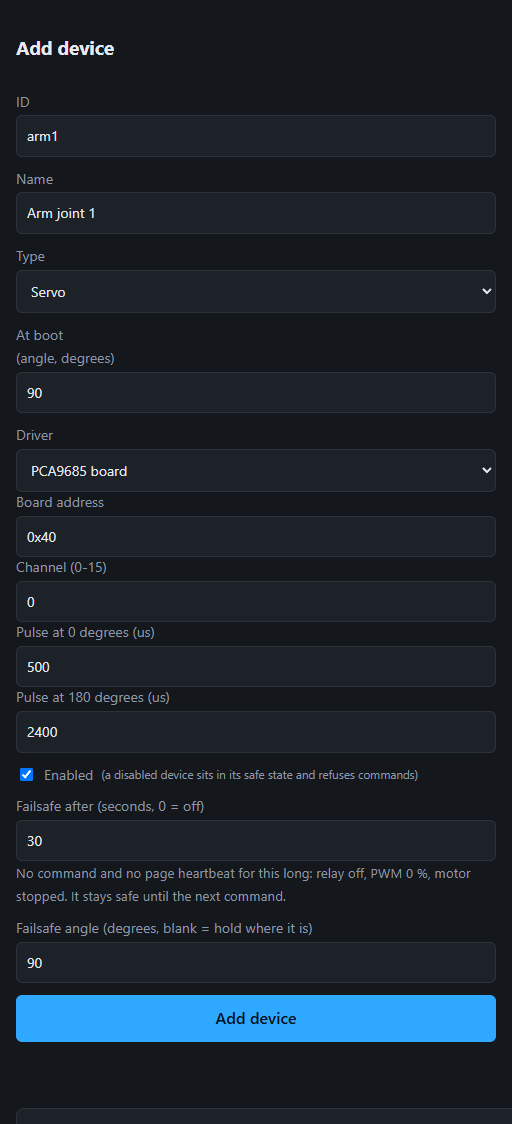 Add device
ID
arm1
Name
Arm joint 1
Type
Servo
At boot
(angle, degrees)
90
Driver
PCA9685 board
Board address
0x40
Channel (0-15)
0
Pulse at 0 degrees (us)
500
Pulse at 180 degrees (us)
2400
Enabled (a disabled device sits in its safe state and refuses commands)
Failsafe after (seconds, 0 = off)
30
No command and no page heartbeat for this long: relay off, PWM 0 %, motor
stopped. It stays safe until the next command.
Failsafe angle (degrees, blank = hold where it is)
90
Add device